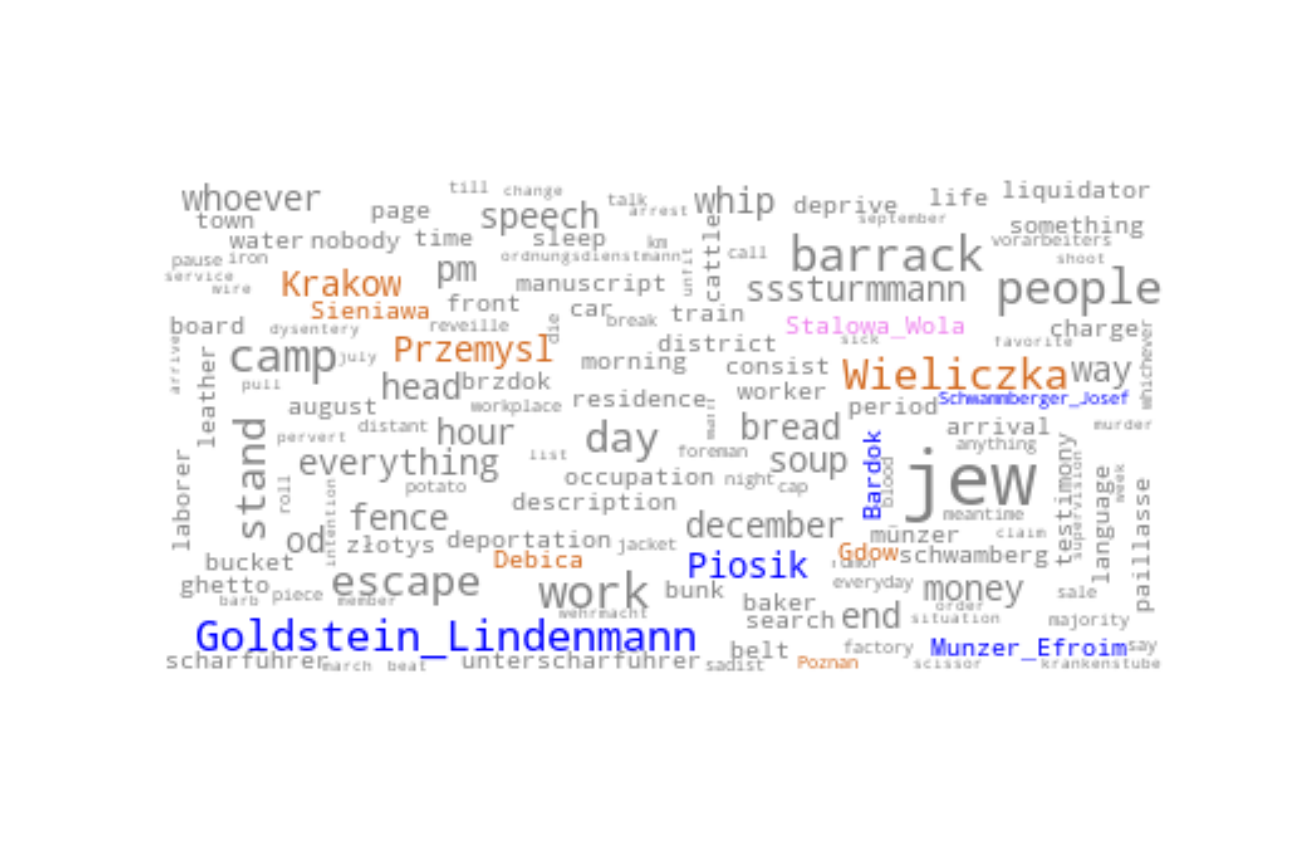 whoever
till
change
talk
arrest
whip
deprive
life
liquidator
town
page
speech
cattle
september
something
water
nobody
time
sleep
km
call
barrack
vorarbeiters
pause
iron
pm
ordnungsdienstmann
unfit
shoot
service
wire
Krakow
manuscript
sssturmmann
people
Sieniawa
front
car
break
train
Stalowa_Wola
charge
board
dysentery
reveille
die
district
sick
favorite
whichever
arrive
camp
july
Przemysl
morning
consist
Wieliczka
way
leather
pull
head
brzdok
workplace
residence
worker
Schwammberger_Josef
august
distant
hour
day
bread
period
arrival
murder
stand
pervert
list
foreman
anything
everything
soup
Bardok
blood
jew
testimony
supervision
language
week
paillasse
laborer
roll
intention
potato
occupation
night
cap
description
meantime
fence
december
münzer
claim
od
złotys
deportation
jacket
Gdow
schwamberg
bucket
Debica
Piosik
ghetto
barb
piece
member
escape
work
wehrmacht
bunk
everyday
money
sale
baker
order
search
end
situation
majority
Goldstein_Lindenmann
belt
factory
Munzer_Efroim
say
scharfuhrer
march
beat
unterscharfuhrer
sadist
Poznan
scissor
krankenstube